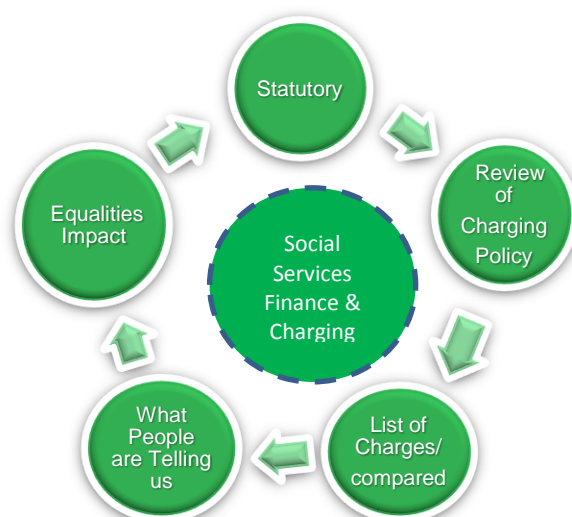 Statutory
Review
of
Charging
Policy
List of
Charges/
compared
What
People
are Telling
us
Equalities
Impact
Social
Services
Finance &
Charging